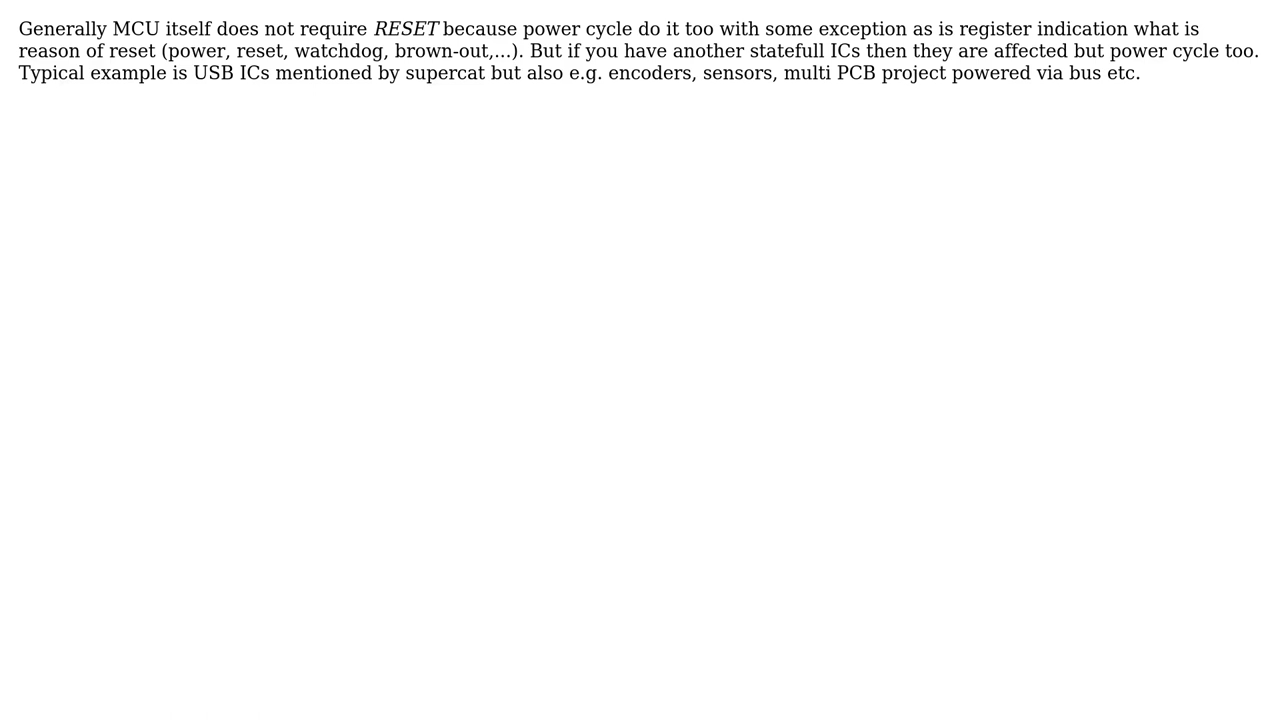 Generally MCU itself does not require RESET because power cycle do it too with some exception as is register indication what is
reason of reset (power, reset, watchdog, brown-out,...). But if you have another statefull ICs then they are affected but power cycle too.
Typical example is USB ICs mentioned by supercat but also e.g. encoders, sensors, multi PCB project powered via bus etc.